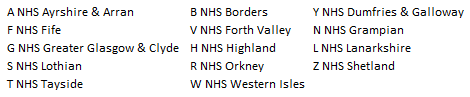 A NHS Ayrshire & Arran B NHS Borders Y NHS Dumfries & Galloway
F NHS Fife V NHS Forth Valley N NHS Grampian
G NHS Greater Glasgow & Clyde H NHS Highland L NHS Lanarkshire
S NHS Lothian R NHS Orkney Z NHS Shetland
T NHS Tayside W NHS Western Isles